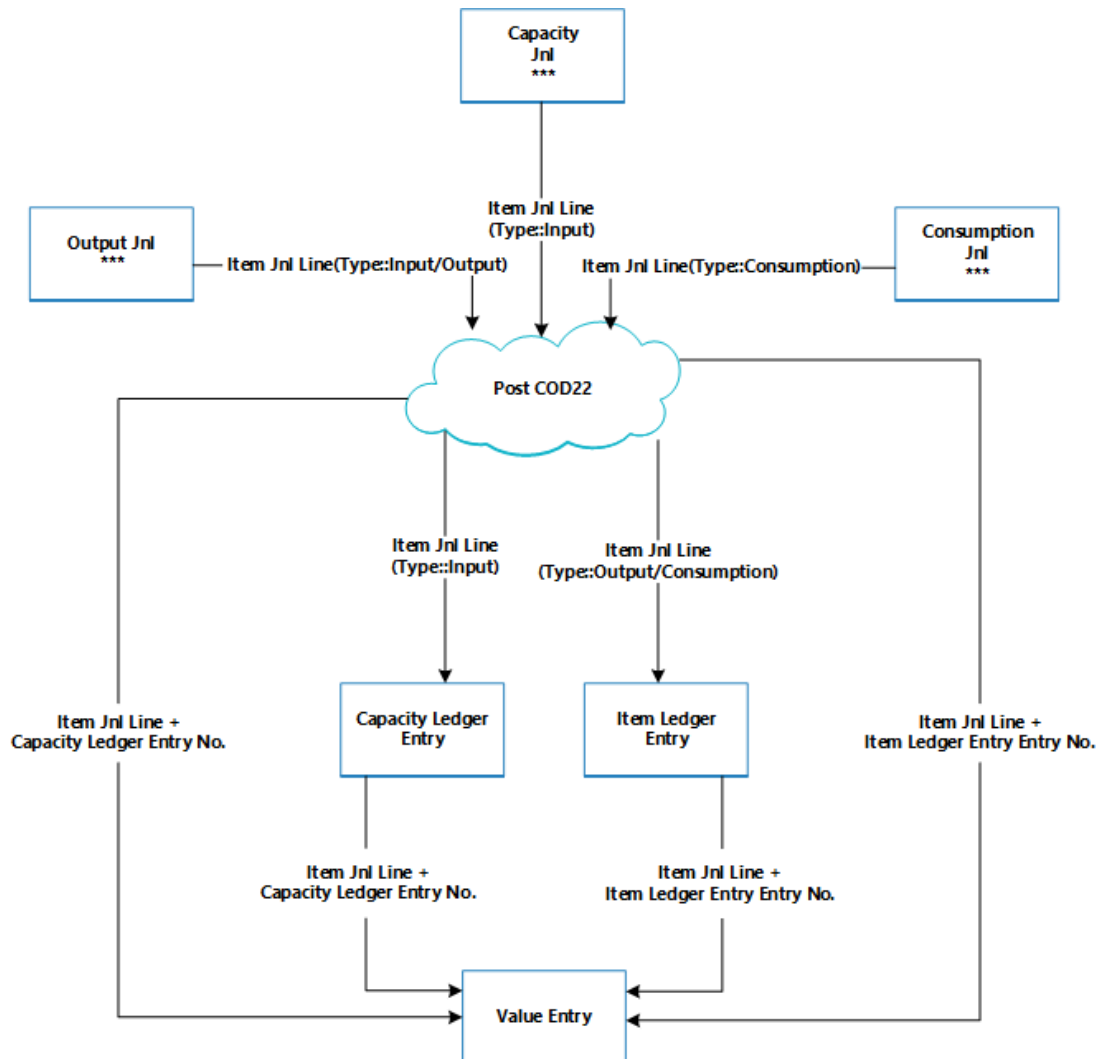 Capacity
Jnl
***
Item Jnl Line
(Type::Input)
Output Jnl
***
Item Jnl Line(Type::Input/Output)
Item Jnl Line(Type::Consumption)
Consumption
Jnl
***
Post COD22
Item Jnl Line
(Type::Input)
Item Jnl Line
(Type::Output/Consumption)
Item Jnl Line +
Capacity Ledger Entry No.
Capacity Ledger
Entry
Item Ledger
Entry
Item Jnl Line +
Item Ledger Entry Entry No.
Item Jnl Line +
Capacity Ledger Entry No.
Item Jnl Line +
Item Ledger Entry Entry No.
Value Entry